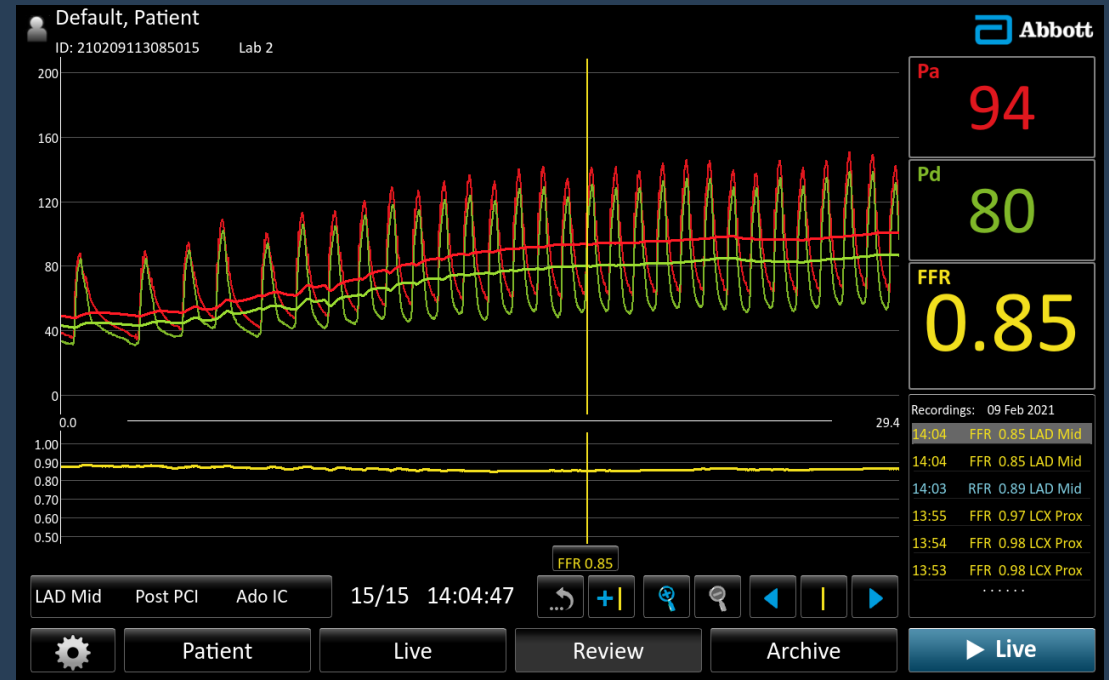 Default, Patient
ID: 210209113085015 Lab 2
Abbott
200
160
120
80
40
0
0.0 29.4
1.00
0.90
0.80
0.70
0.60
0.50
FFR 0.85
Pa
94
Pd
80
FFR
0.85
Recordings: 09 Feb 2021
14:04 FFR 0.85 LAD Mid
14:04 FFR 0.85 LAD Mid
14:03 RFR 0.89 LAD Mid
13:55 FFR 0.97 LCX Prox
13:54 FFR 0.98 LCX Prox
13:53 FFR 0.98 LCX Prox
......
LAD Mid Post PCI Ado IC 15/15 14:04:47
Patient Live Review Archive Live